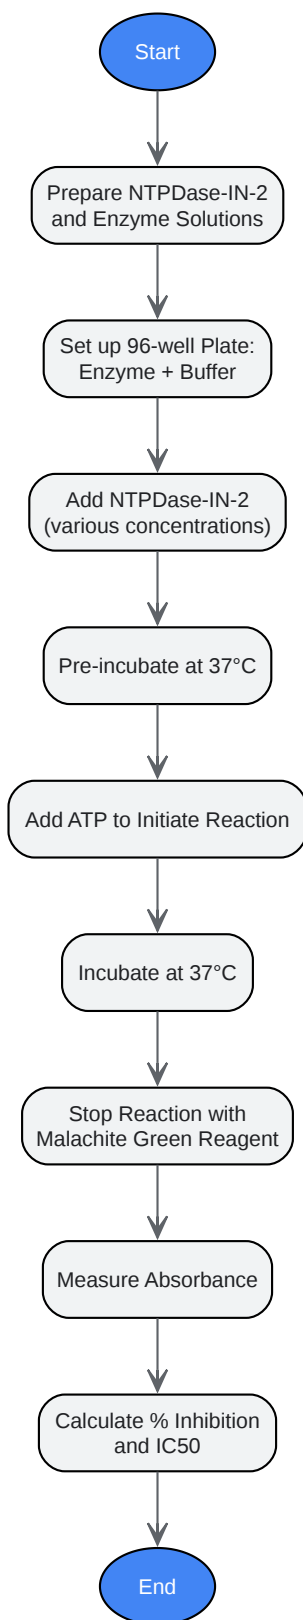 Start
Prepare NTPDase-IN-2
and Enzyme Solutions
Set up 96-well Plate:
Enzyme + Buffer
Add NTPDase-IN-2
(various concentrations)
Pre-incubate at 37°C
Add ATP to Initiate Reaction
Incubate at 37°C
Stop Reaction with
Malachite Green Reagent
Measure Absorbance
Calculate % Inhibition
and IC50
End